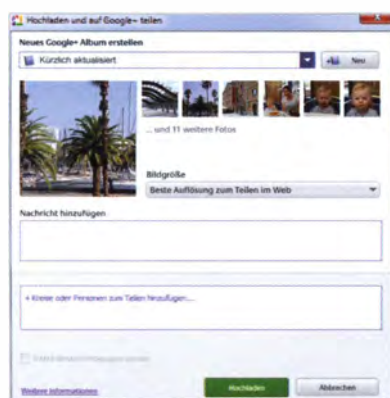 Hochladen und auf Google+ teilen
Neues Google+ Album erstellen
Kürzlich aktualisiert
Neu
... und 11 weitere Fotos
Bildgröße
Beste Auflösung zum Teilen im Web
Nachricht hinzufügen
+ Kreise oder Personen zum Teilen hinzufügen...
Weitere Informationen
Hochladen
Abbrechen